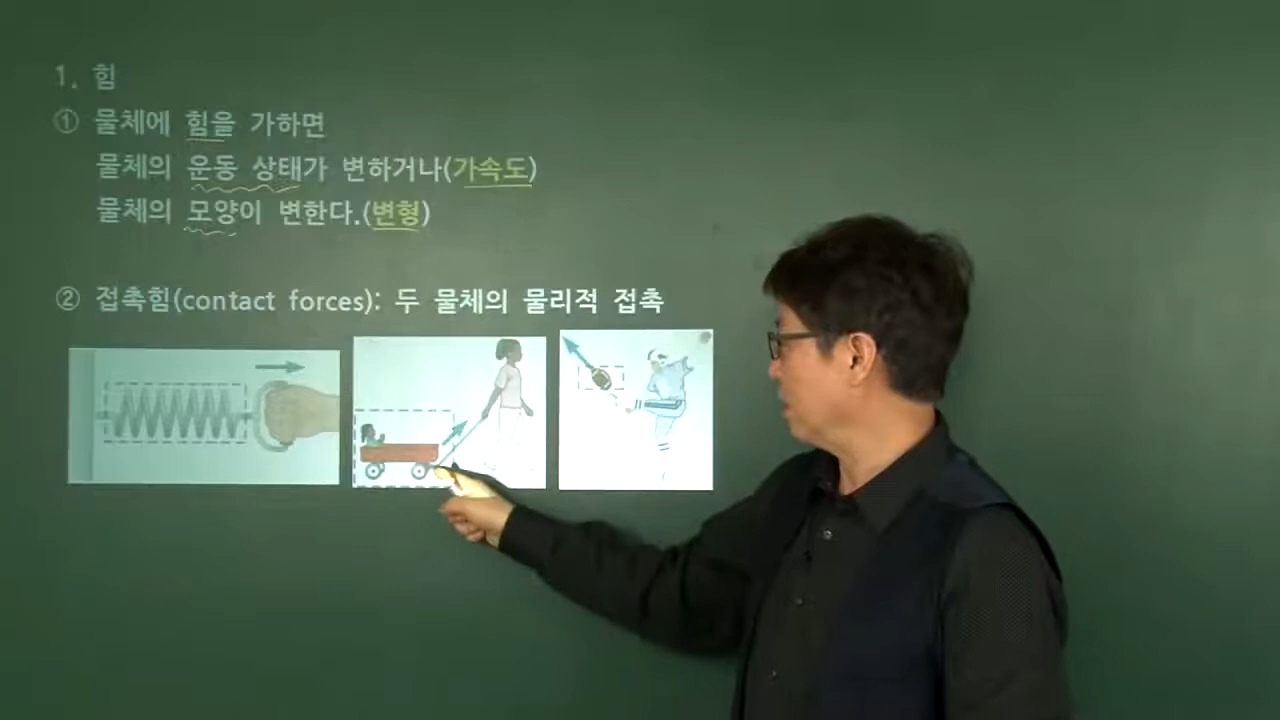 1. 힘
① 물체에 힘을 가하면
물체의 운동 상태가 변하거나(가속도)
물체의 모양이 변한다.(변형)
② 접촉힘(contact forces): 두 물체의 물리적 접촉